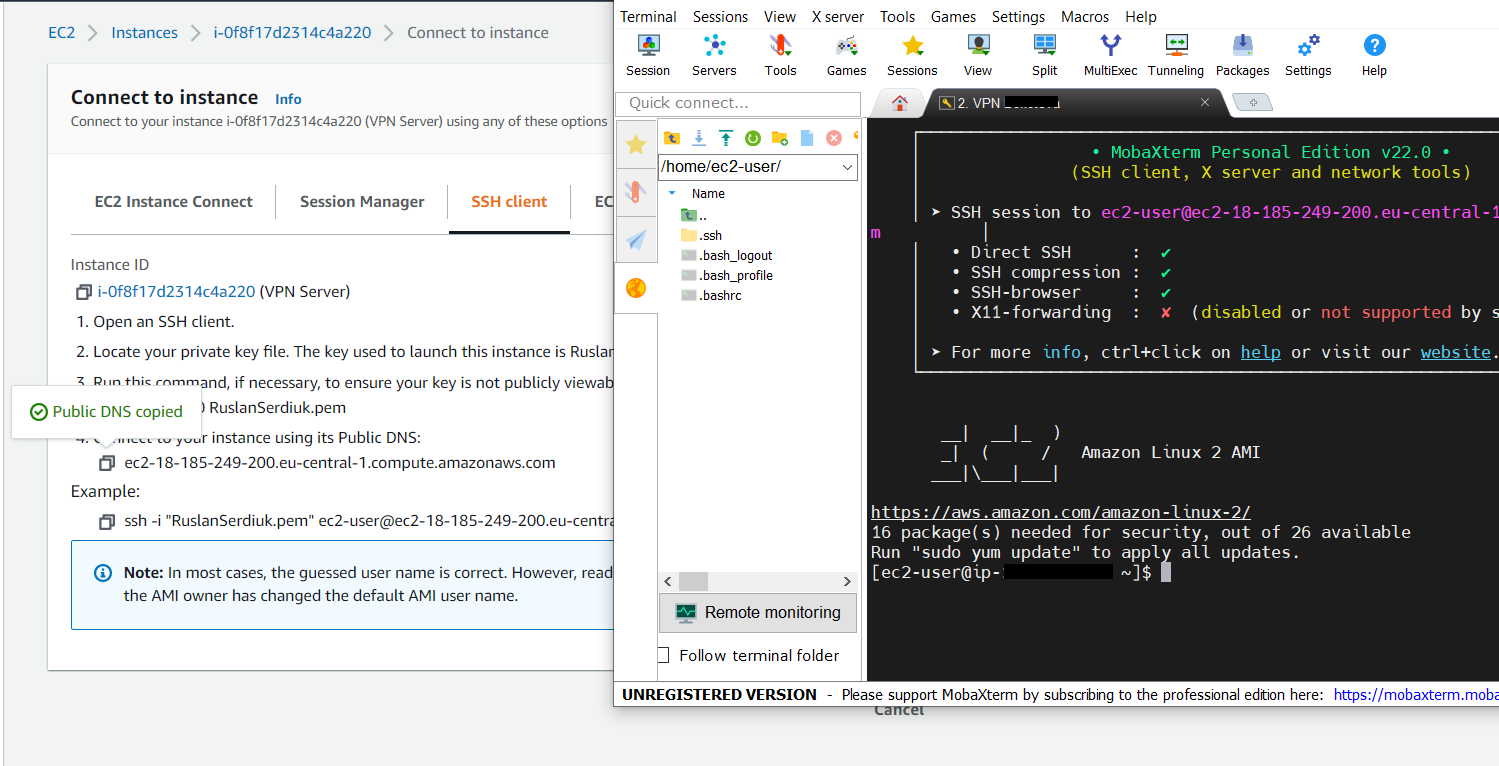 EC2 > Instances > i-0f8f17d2314c4a220 > Connect to instance
Connect to instance Info
Connect to your instance i-0f8f17d2314c4a220 (VPN Server) using any of these options
EC2 Instance Connect Session Manager SSH client EC
Instance ID
i-0f8f17d2314c4a220 (VPN Server)
1. Open an SSH client.
2. Locate your private key file. The key used to launch this instance is Ruslan
3. Run this command, if necessary, to ensure your key is not publicly viewab
RuslanSerdiuk.pem
Public DNS copied
4. Connect to your instance using its Public DNS:
ec2-18-185-249-200.eu-central-1.compute.amazonaws.com
Example:
ssh -i "RuslanSerdiuk.pem" ec2-user@ec2-18-185-249-200.eu-centra
Note: In most cases, the guessed user name is correct. However, read
the AMI owner has changed the default AMI user name.
Cancel
Terminal Sessions View X server Tools Games Settings Macros Help
Session Servers Tools Games Sessions View Split MultiExec Tunneling Packages Settings Help
Quick connect...
2. VPN
/home/ec2-user/
Name
..
.ssh
.bash_logout
.bash_profile
.bashrc
Remote monitoring
Follow terminal folder
• MobaXterm Personal Edition v22.0 •
(SSH client, X server and network tools)
➤ SSH session to ec2-user@ec2-18-185-249-200.eu-central-1
m
• Direct SSH : ✔
• SSH compression : ✔
• SSH-browser : ✔
• X11-forwarding : ✘ (disabled or not supported by s
➤ For more info, ctrl+click on help or visit our website.
__| __|_ )
_| ( / Amazon Linux 2 AMI
___|\___|___|
https://aws.amazon.com/amazon-linux-2/
16 package(s) needed for security, out of 26 available
Run "sudo yum update" to apply all updates.
[ec2-user@ip- ~]$
UNREGISTERED VERSION - Please support MobaXterm by subscribing to the professional edition here: https://mobaxterm.moba